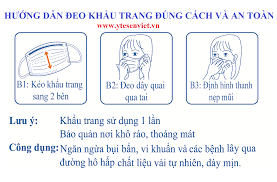 HƯỚNG DẪN ĐEO KHẨU TRANG ĐÚNG CÁCH VÀ AN TOÀN
www.ytesenviet.vn
B1: Kéo khẩu trang
sang 2 bên
B2: Đeo dây quai
qua tai
B3: Định hình thanh
nẹp mũi
Lưu ý: Khẩu trang sử dụng 1 lần
Bảo quản nơi khô ráo, thoáng mát
Công dụng: Ngăn ngừa bụi bẩn, vi khuẩn và các bệnh lây qua
đường hô hấp chất liệu vải tự nhiên, dày mịn.